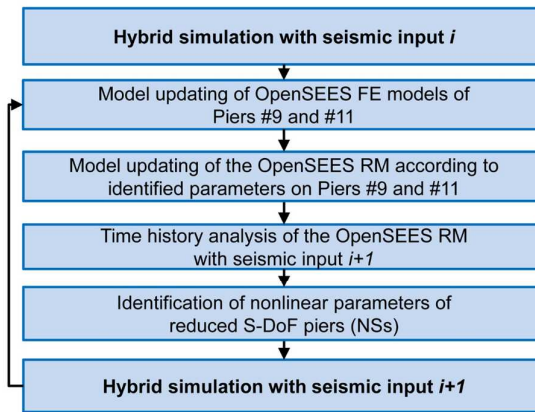 Hybrid simulation with seismic input i
Model updating of OpenSEES FE models of
Piers #9 and #11
Model updating of the OpenSEES RM according to
identified parameters on Piers #9 and #11
Time history analysis of the OpenSEES RM
with seismic input i+1
Identification of nonlinear parameters of
reduced S-DoF piers (NSs)
Hybrid simulation with seismic input i+1